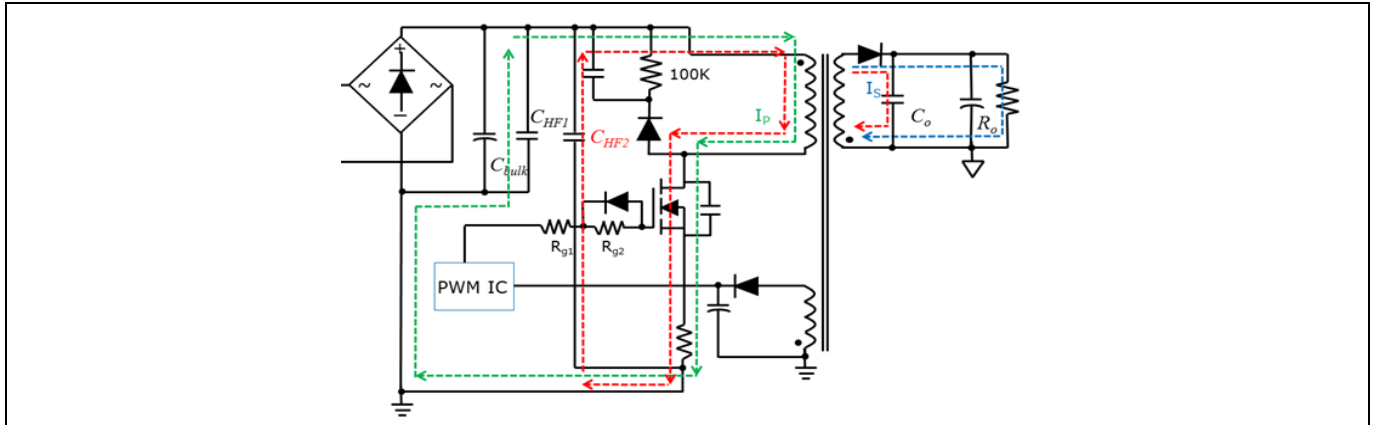 +
~
~
−
100K
C_HF1
C_HF2
C_bulk
I_P
I_S
C_o
R_o
R_g1
R_g2
PWM IC